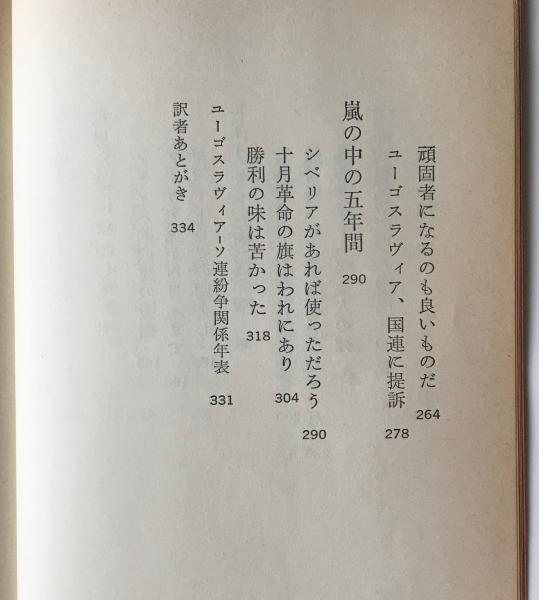 頑固者になるのも良いものだ 264
ユーゴスラヴィア、国連に提訴 278
嵐の中の五年間 290
シベリアがあれば使っただろう 290
十月革命の旗はわれにあり 304
勝利の味は苦かった 318
ユーゴスラヴィア-ソ連紛争関係年表 331
訳者あとがき 334